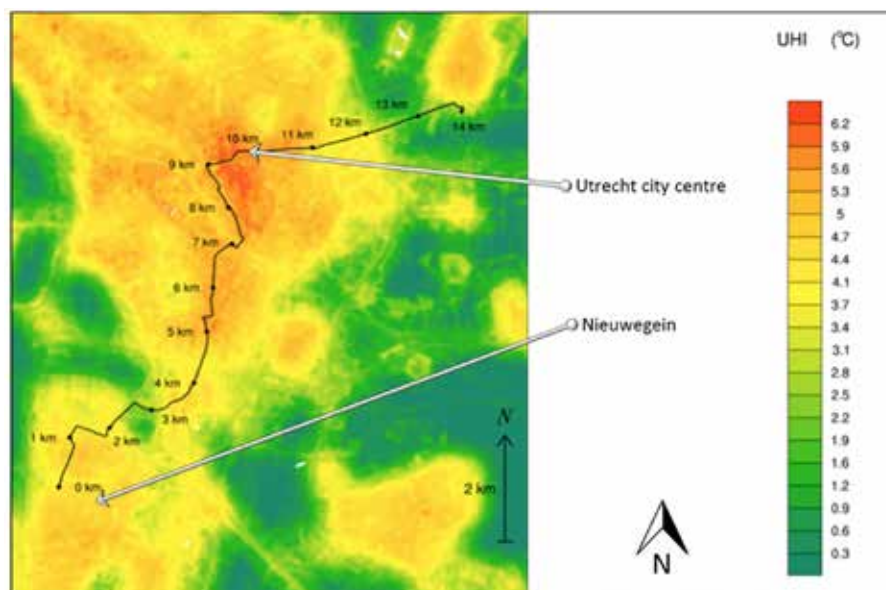 UHI (°C)
13 km
12 km
14 km
10 km
11 km
9 km
Utrecht city centre
8 km
7 km
6 km
5 km
Nieuwegein
4 km
3 km
2 km
1 km
0 km
N
2 km
N
6.2
5.9
5.6
5.3
5
4.7
4.4
4.1
3.7
3.4
3.1
2.8
2.5
2.2
1.9
1.6
1.2
0.9
0.6
0.3